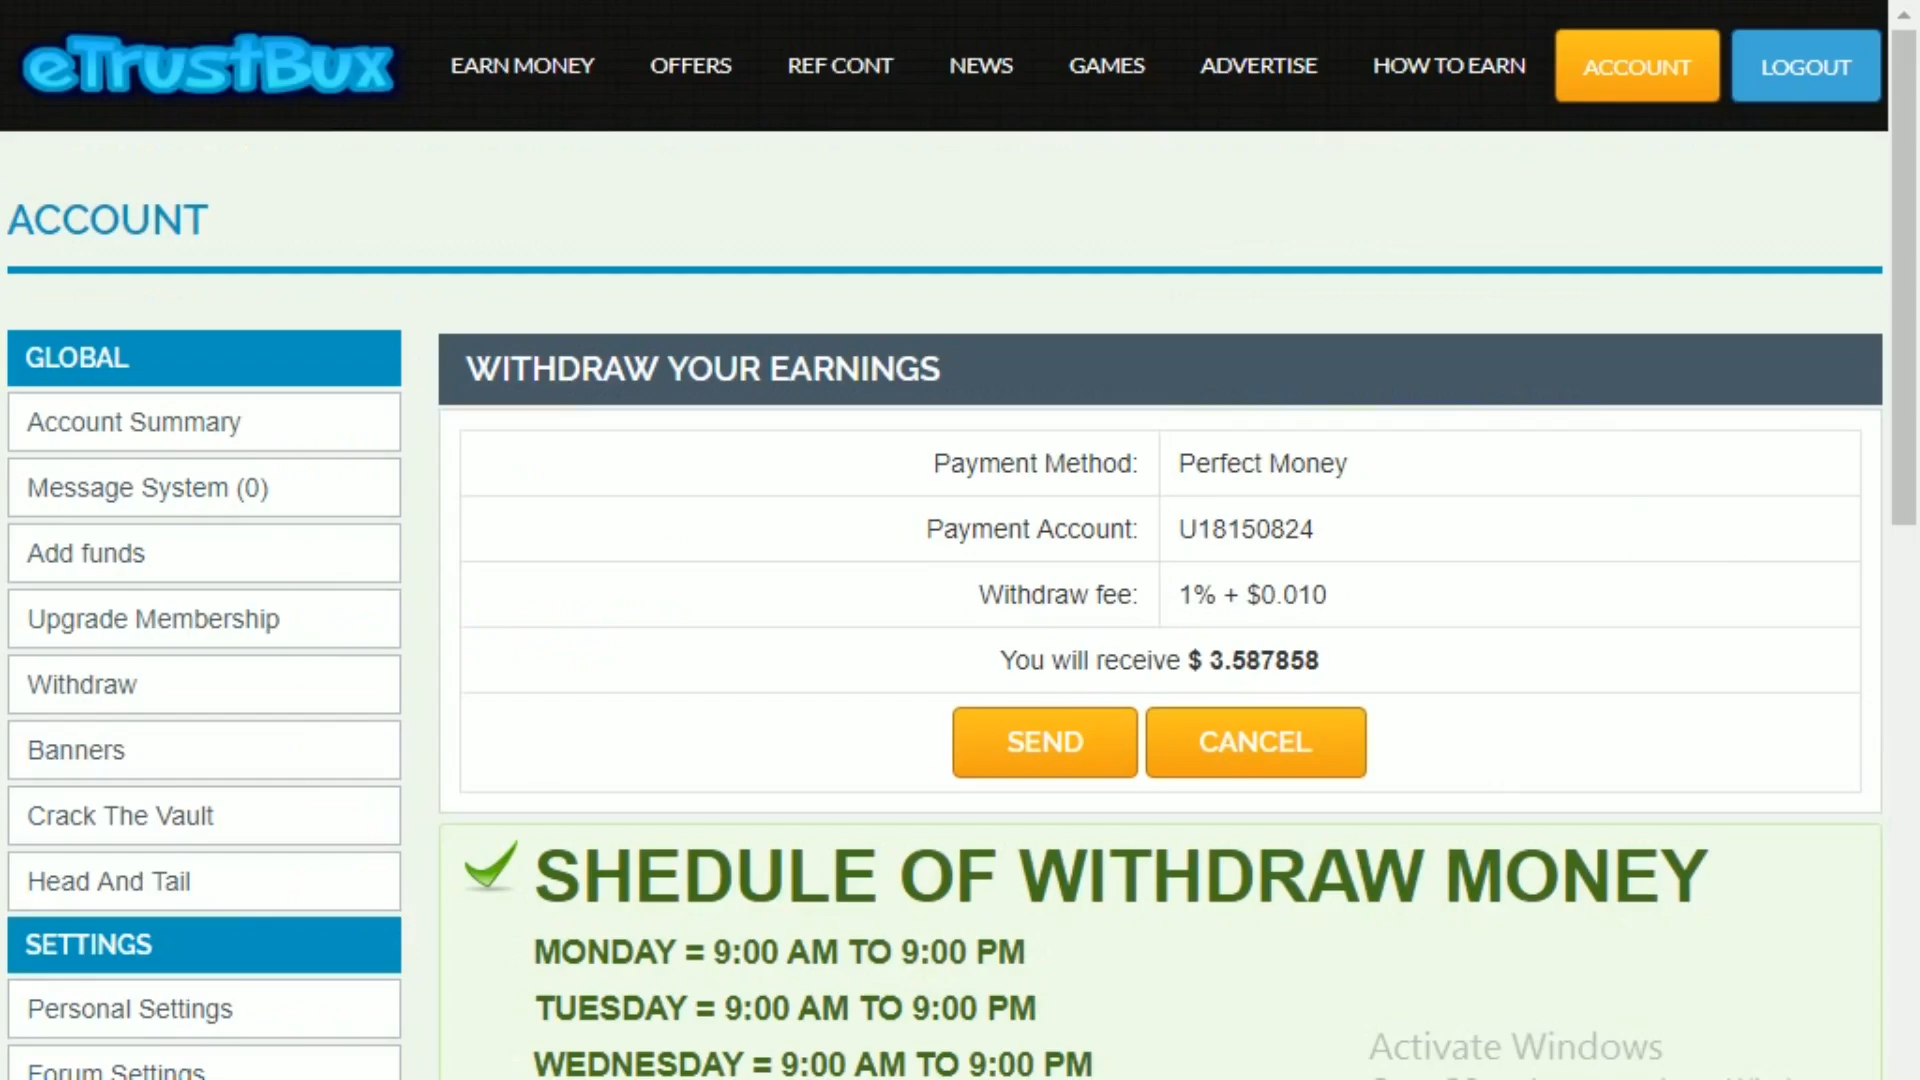 eTrustBux
EARN MONEY
OFFERS
REF CONT
NEWS
GAMES
ADVERTISE
HOW TO EARN
ACCOUNT
LOGOUT
ACCOUNT
GLOBAL
Account Summary
Message System (0)
Add funds
Upgrade Membership
Withdraw
Banners
Crack The Vault
Head And Tail
SETTINGS
Personal Settings
Forum Settings
WITHDRAW YOUR EARNINGS
Payment Method: Perfect Money
Payment Account: U18150824
Withdraw fee: 1% + $0.010
You will receive $ 3.587858
SEND
CANCEL
SHEDULE OF WITHDRAW MONEY
MONDAY = 9:00 AM TO 9:00 PM
TUESDAY = 9:00 AM TO 9:00 PM
WEDNESDAY = 9:00 AM TO 9:00 PM
Activate Windows